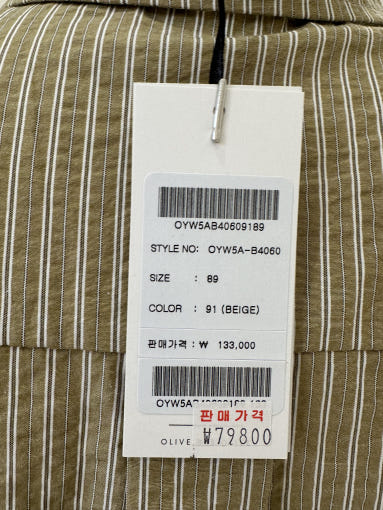 OYW5AB40609189
STYLE NO: OYW5A-B4060
SIZE : 89
COLOR : 91 (BEIGE)
판매가격 : ₩ 133,000
판매가격
₩79800
OLIVE